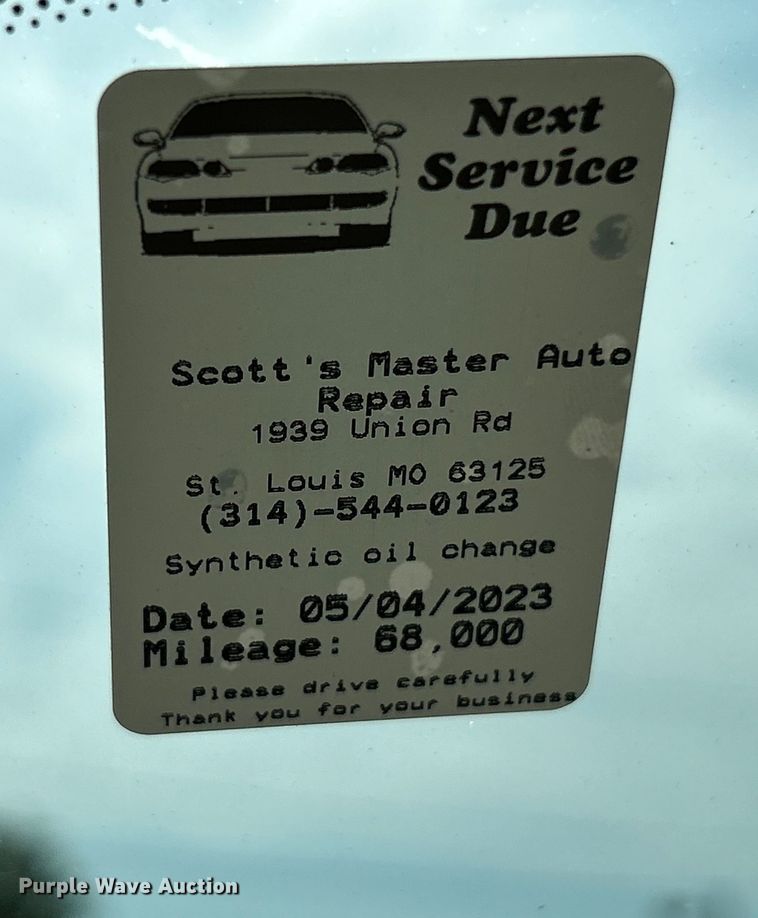 Next
Service
Due
Scott's Master Auto
Repair
1939 Union Rd
St. Louis MO 63125
(314)-544-0123
Synthetic oil change
Date: 05/04/2023
Mileage: 68,000
Please drive carefully
Thank you for your business
Purple Wave Auction